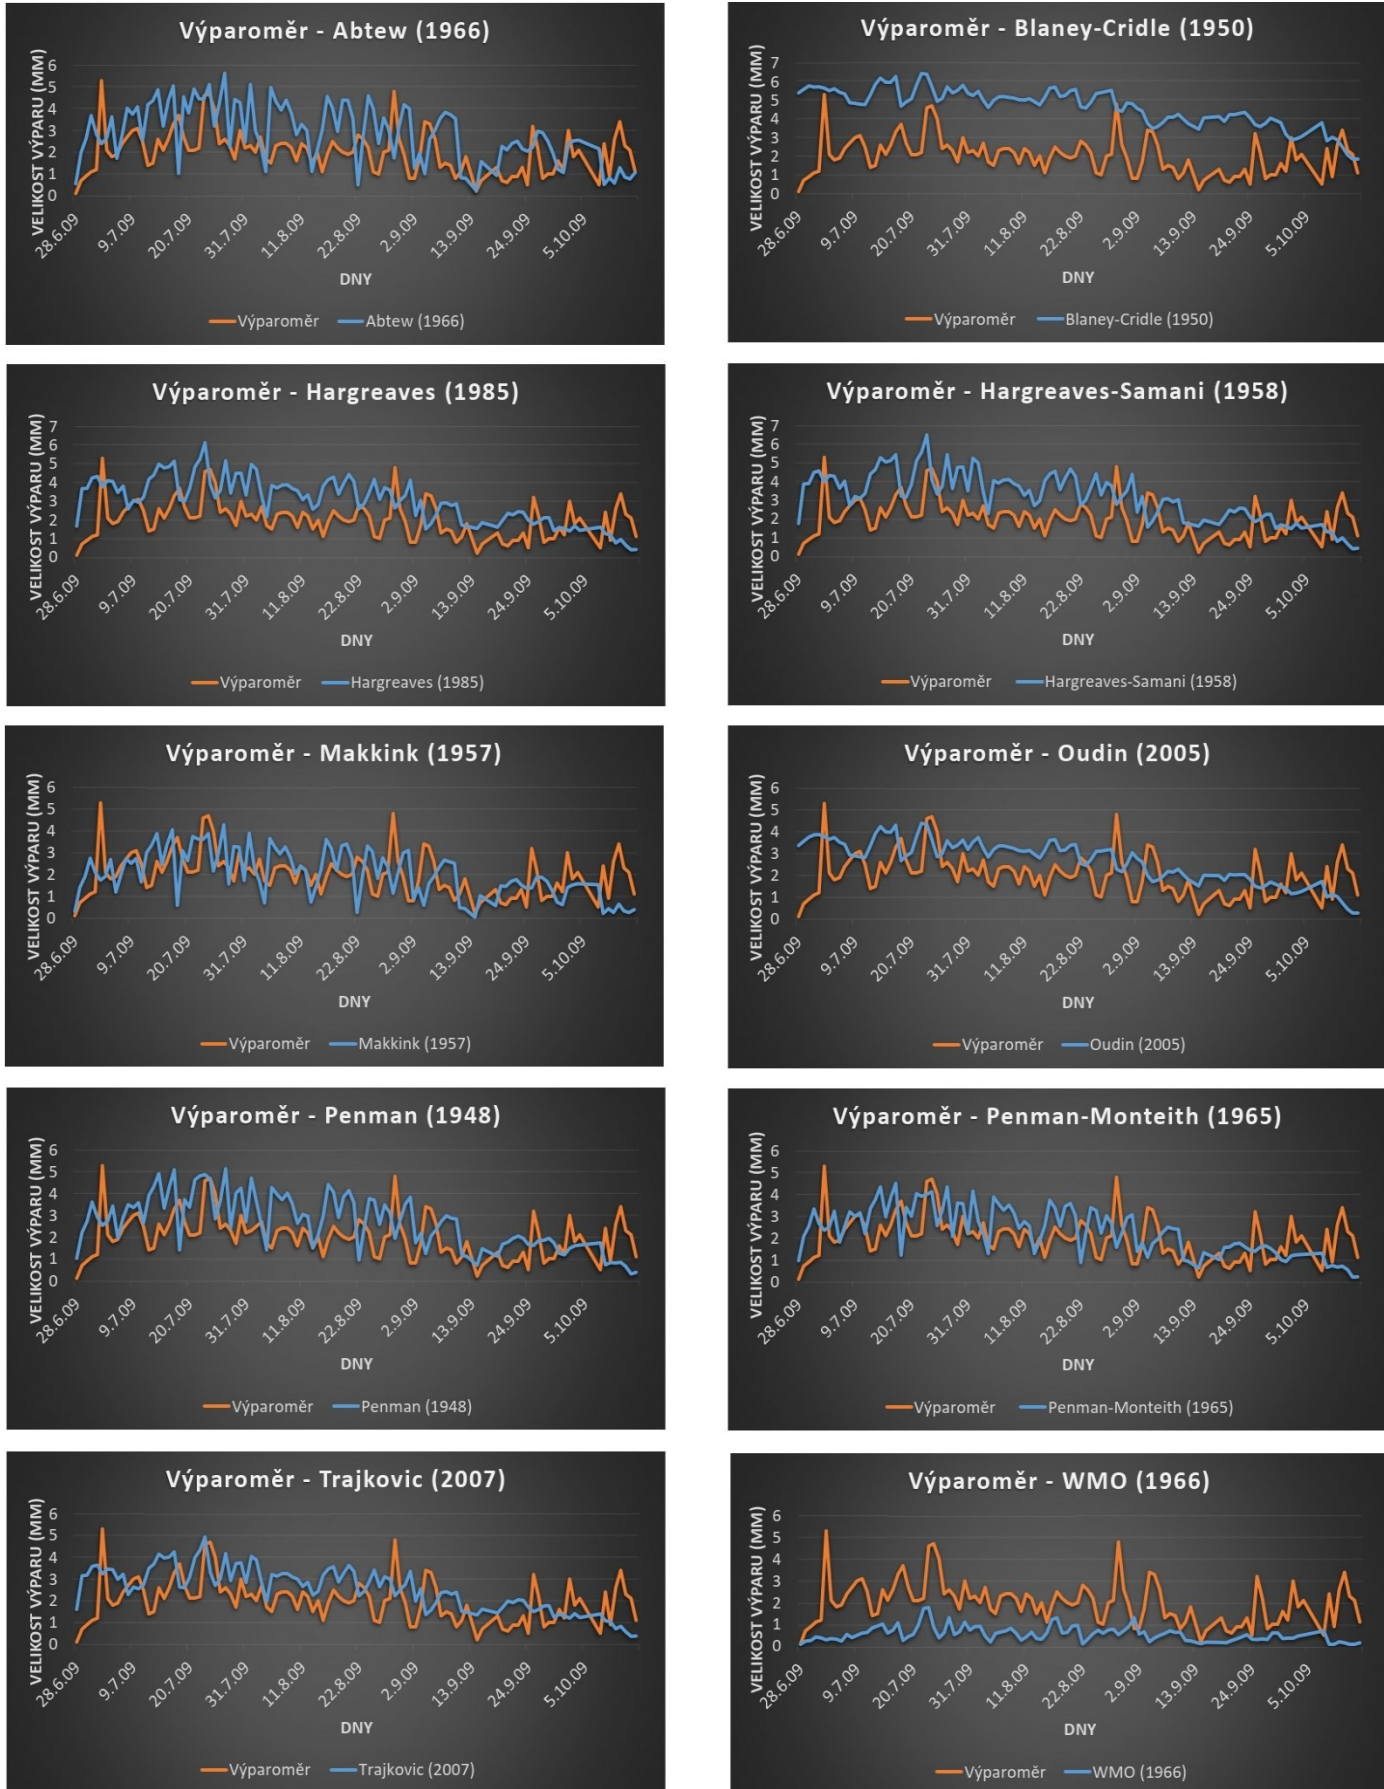 Výparoměr - Abtew (1966)
VELIKOST VÝPARU (MM)
6
5
4
3
2
1
0
28.6.09 9.7.09 20.7.09 31.7.09 11.8.09 22.8.09 2.9.09 13.9.09 24.9.09 5.10.09
DNY
Výparoměr Abtew (1966)
Výparoměr - Blaney-Cridle (1950)
VELIKOST VÝPARU (MM)
7
6
5
4
3
2
1
0
28.6.09 9.7.09 20.7.09 31.7.09 11.8.09 22.8.09 2.9.09 13.9.09 24.9.09 5.10.09
DNY
Výparoměr Blaney-Cridle (1950)
Výparoměr - Hargreaves (1985)
VELIKOST VÝPARU (MM)
7
6
5
4
3
2
1
0
28.6.09 9.7.09 20.7.09 31.7.09 11.8.09 22.8.09 2.9.09 13.9.09 24.9.09 5.10.09
DNY
Výparoměr Hargreaves (1985)
Výparoměr - Hargreaves-Samani (1958)
VELIKOST VÝPARU (MM)
7
6
5
4
3
2
1
0
28.6.09 9.7.09 20.7.09 31.7.09 11.8.09 22.8.09 2.9.09 13.9.09 24.9.09 5.10.09
DNY
Výparoměr Hargreaves-Samani (1958)
Výparoměr - Makkink (1957)
VELIKOST VÝPARU (MM)
6
5
4
3
2
1
0
28.6.09 9.7.09 20.7.09 31.7.09 11.8.09 22.8.09 2.9.09 13.9.09 24.9.09 5.10.09
DNY
Výparoměr Makkink (1957)
Výparoměr - Oudin (2005)
VELIKOST VÝPARU (MM)
6
5
4
3
2
1
0
28.6.09 9.7.09 20.7.09 31.7.09 11.8.09 22.8.09 2.9.09 13.9.09 24.9.09 5.10.09
DNY
Výparoměr Oudin (2005)
Výparoměr - Penman (1948)
VELIKOST VÝPARU (MM)
6
5
4
3
2
1
0
28.6.09 9.7.09 20.7.09 31.7.09 11.8.09 22.8.09 2.9.09 13.9.09 24.9.09 5.10.09
DNY
Výparoměr Penman (1948)
Výparoměr - Penman-Monteith (1965)
VELIKOST VÝPARU (MM)
6
5
4
3
2
1
0
28.6.09 9.7.09 20.7.09 31.7.09 11.8.09 22.8.09 2.9.09 13.9.09 24.9.09 5.10.09
DNY
Výparoměr Penman-Monteith (1965)
Výparoměr - Trajkovic (2007)
VELIKOST VÝPARU (MM)
6
5
4
3
2
1
0
28.6.09 9.7.09 20.7.09 31.7.09 11.8.09 22.8.09 2.9.09 13.9.09 24.9.09 5.10.09
DNY
Výparoměr Trajkovic (2007)
Výparoměr - WMO (1966)
VELIKOST VÝPARU (MM)
6
5
4
3
2
1
0
28.6.09 9.7.09 20.7.09 31.7.09 11.8.09 22.8.09 2.9.09 13.9.09 24.9.09 5.10.09
DNY
Výparoměr WMO (1966)